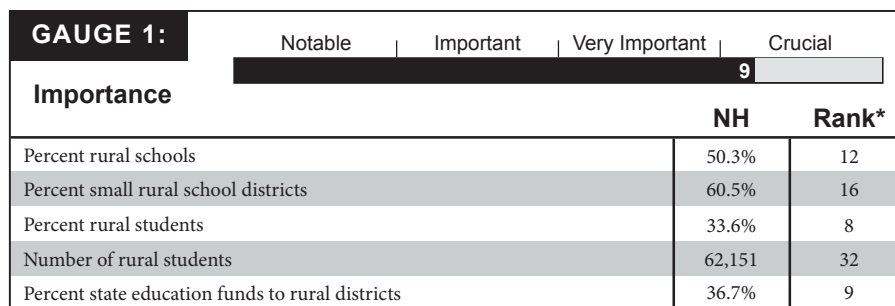 GAUGE 1:
Notable | Important | Very Important | Crucial
9
Importance
NH Rank*
Percent rural schools 50.3% 12
Percent small rural school districts 60.5% 16
Percent rural students 33.6% 8
Number of rural students 62,151 32
Percent state education funds to rural districts 36.7% 9